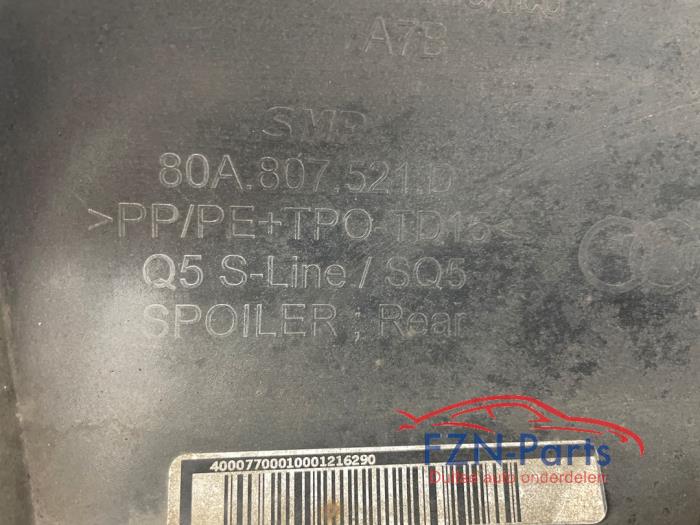 A7B
SMP
80A.807.521.D
>PP/PE+TPO-TD15<
Q5 S-Line / SQ5
SPOILER ; Rear
40007700010001216290
FZN-Parts
Duitse auto onderdelen